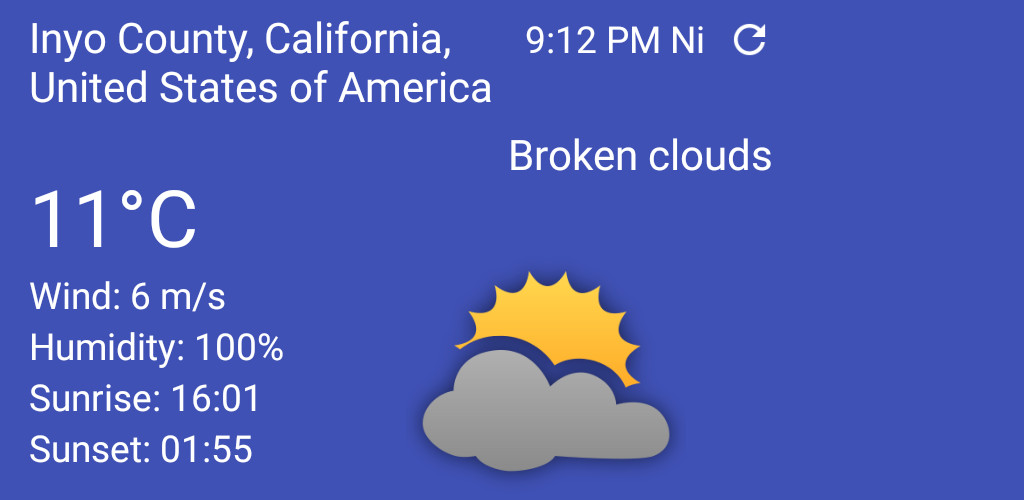 Inyo County, California,
United States of America
9:12 PM Ni
Broken clouds
11°C
Wind: 6 m/s
Humidity: 100%
Sunrise: 16:01
Sunset: 01:55